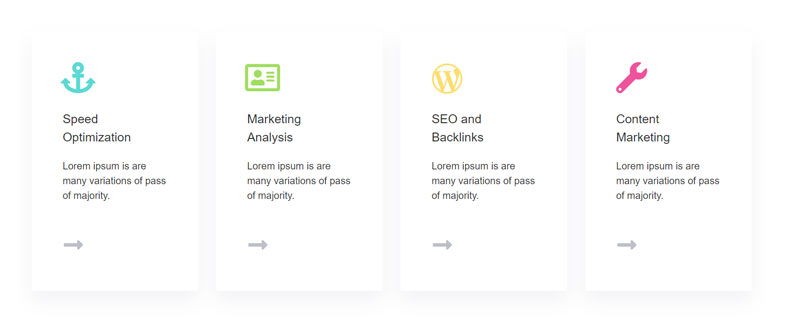 Speed
Optimization
Lorem ipsum is are
many variations of pass
of majority.
Marketing
Analysis
Lorem ipsum is are
many variations of pass
of majority.
SEO and
Backlinks
Lorem ipsum is are
many variations of pass
of majority.
Content
Marketing
Lorem ipsum is are
many variations of pass
of majority.